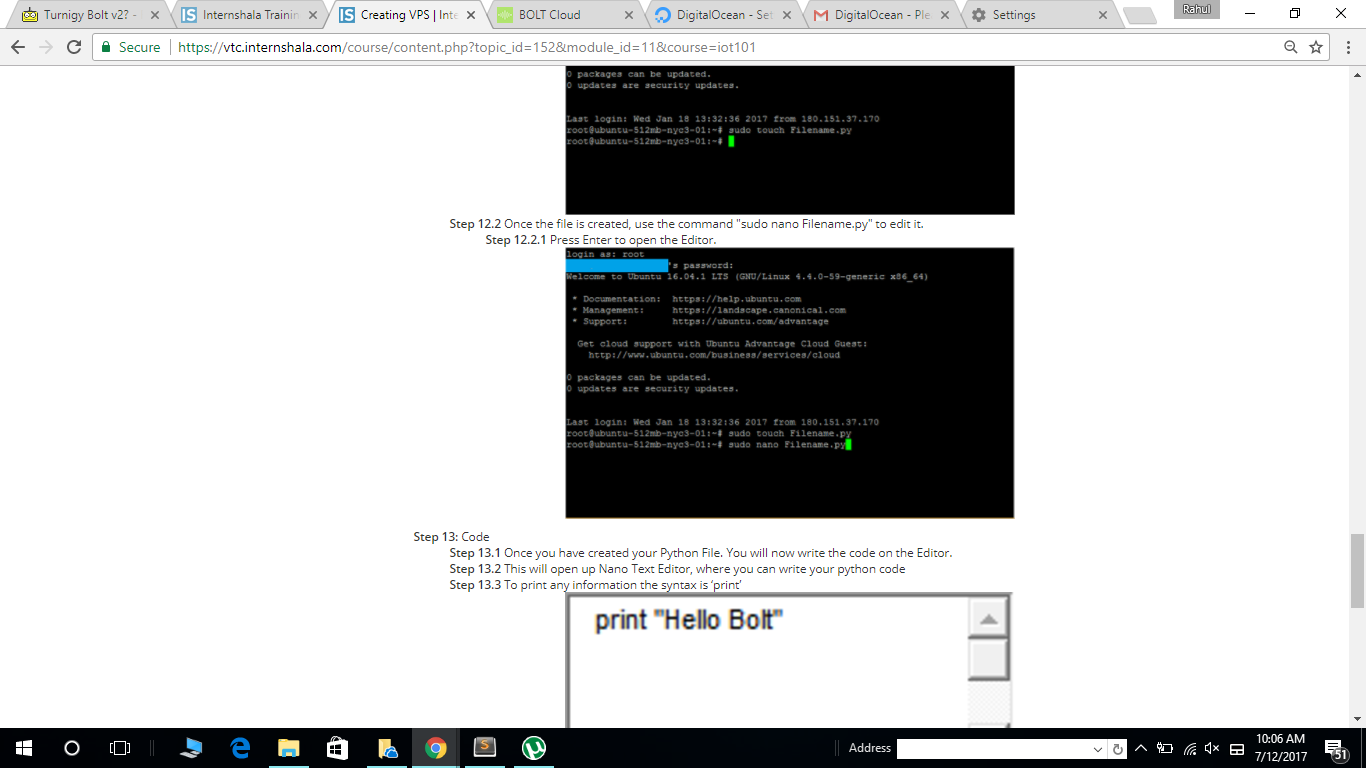 Turnigy Bolt v2? -
Internshala Trainin
Creating VPS | Inte
BOLT Cloud
DigitalOcean - Set
DigitalOcean - Ple
Settings
Rahul
Secure
https://vtc.internshala.com/course/content.php?topic_id=152&module_id=11&course=iot101
0 packages can be updated.
0 updates are security updates.
Last login: Wed Jan 18 13:32:36 2017 from 180.151.37.170
root@ubuntu-512mb-nyc3-01:~# sudo touch Filename.py
root@ubuntu-512mb-nyc3-01:~#
Step 12.2 Once the file is created, use the command "sudo nano Filename.py" to edit it.
Step 12.2.1 Press Enter to open the Editor.
login as: root
's password:
Welcome to Ubuntu 16.04.1 LTS (GNU/Linux 4.4.0-59-generic x86_64)
* Documentation: https://help.ubuntu.com
* Management: https://landscape.canonical.com
* Support: https://ubuntu.com/advantage
Get cloud support with Ubuntu Advantage Cloud Guest:
http://www.ubuntu.com/business/services/cloud
0 packages can be updated.
0 updates are security updates.
Last login: Wed Jan 18 13:32:36 2017 from 180.151.37.170
root@ubuntu-512mb-nyc3-01:~# sudo touch Filename.py
root@ubuntu-512mb-nyc3-01:~# sudo nano Filename.py
Step 13: Code
Step 13.1 Once you have created your Python File. You will now write the code on the Editor.
Step 13.2 This will open up Nano Text Editor, where you can write your python code
Step 13.3 To print any information the syntax is ‘print’
print "Hello Bolt"
Address
10:06 AM
7/12/2017
51